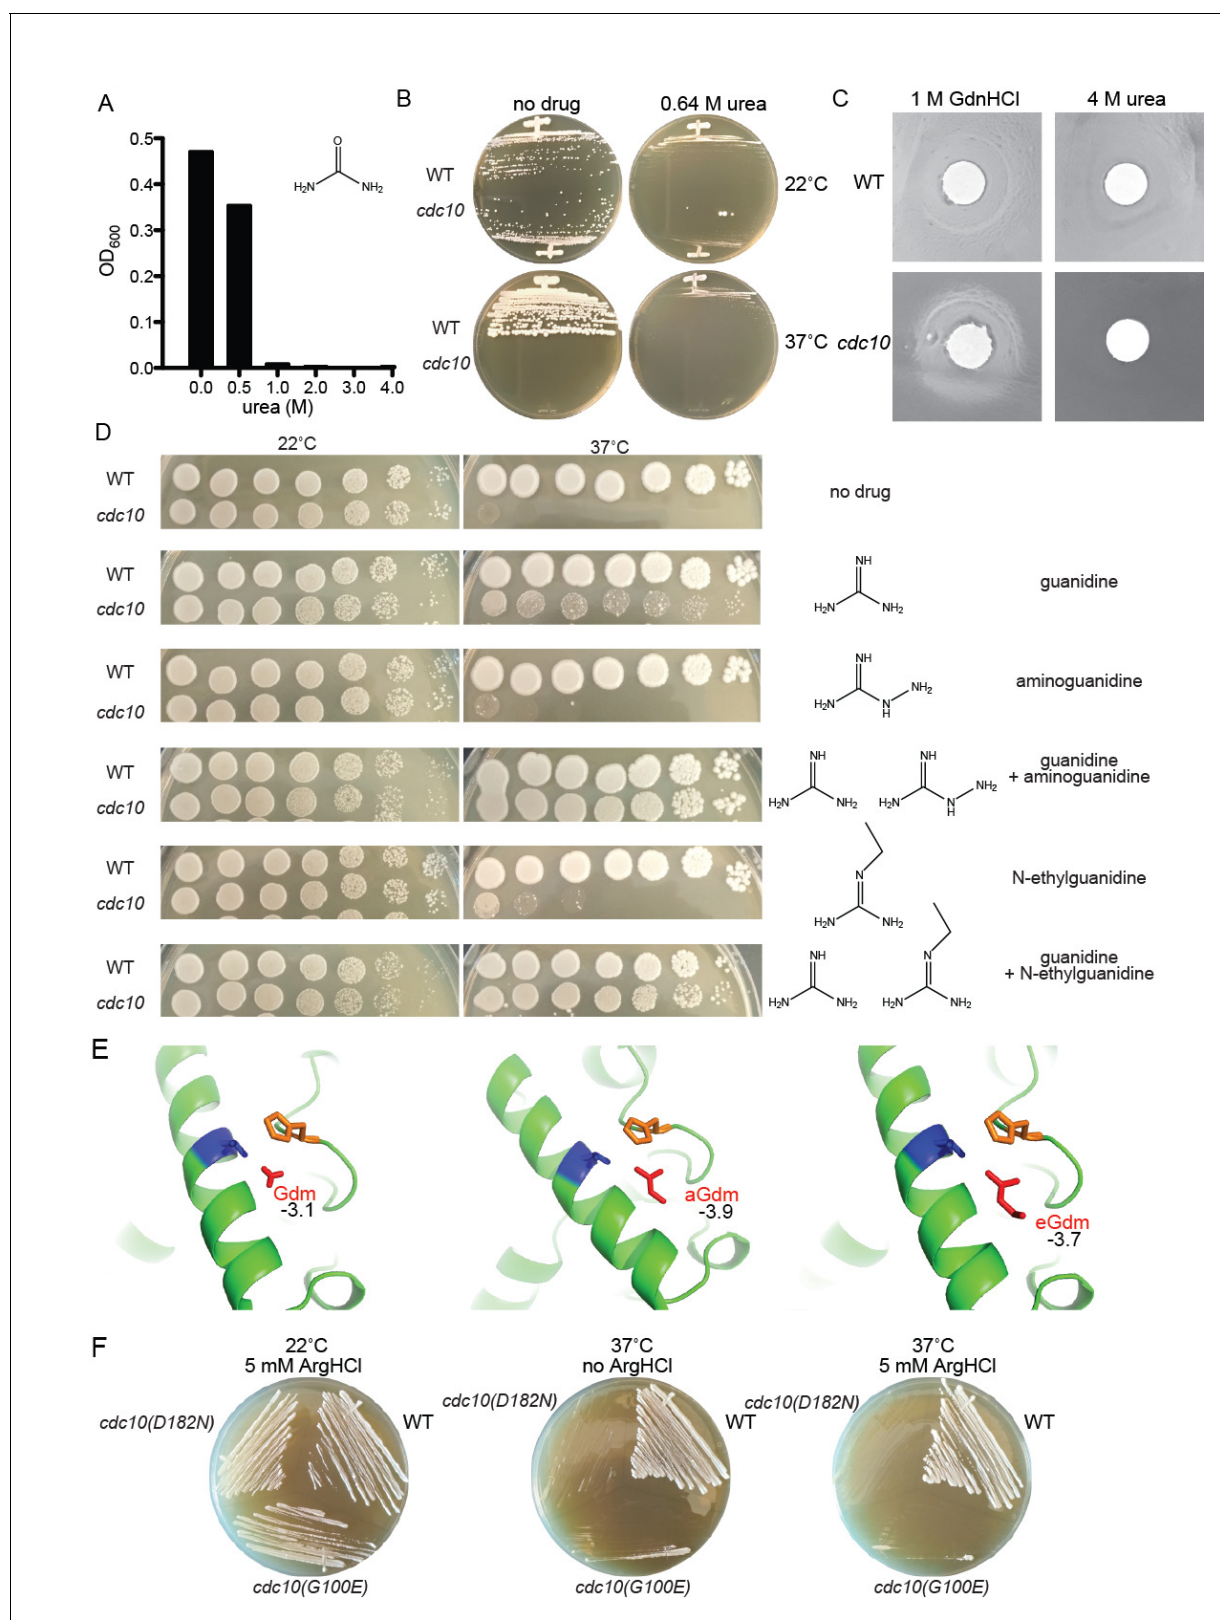 A
0.5
0.4
0.3
0.2
0.1
0.0
OD600
0.0 0.5 1.0 2.0 3.0 4.0
urea (M)
O
H2N NH2
B
no drug 0.64 M urea
WT
cdc10
22°C
WT
cdc10
37°C
C
1 M GdnHCl 4 M urea
WT
cdc10
D
22°C 37°C
WT
cdc10
no drug
WT
cdc10
NH
H2N NH2
guanidine
WT
cdc10
NH
H2N N
H
NH2
aminoguanidine
WT
cdc10
NH
H2N NH2
NH
H2N N
H
NH2
guanidine
+ aminoguanidine
WT
cdc10
N
H2N NH2
N-ethylguanidine
WT
cdc10
NH
H2N NH2
N
H2N NH2
guanidine
+ N-ethylguanidine
E
Gdm
-3.1
aGdm
-3.9
eGdm
-3.7
F
22°C
5 mM ArgHCl
cdc10(D182N)
WT
cdc10(G100E)
37°C
no ArgHCl
cdc10(D182N)
WT
cdc10(G100E)
37°C
5 mM ArgHCl
cdc10(D182N)
WT
cdc10(G100E)